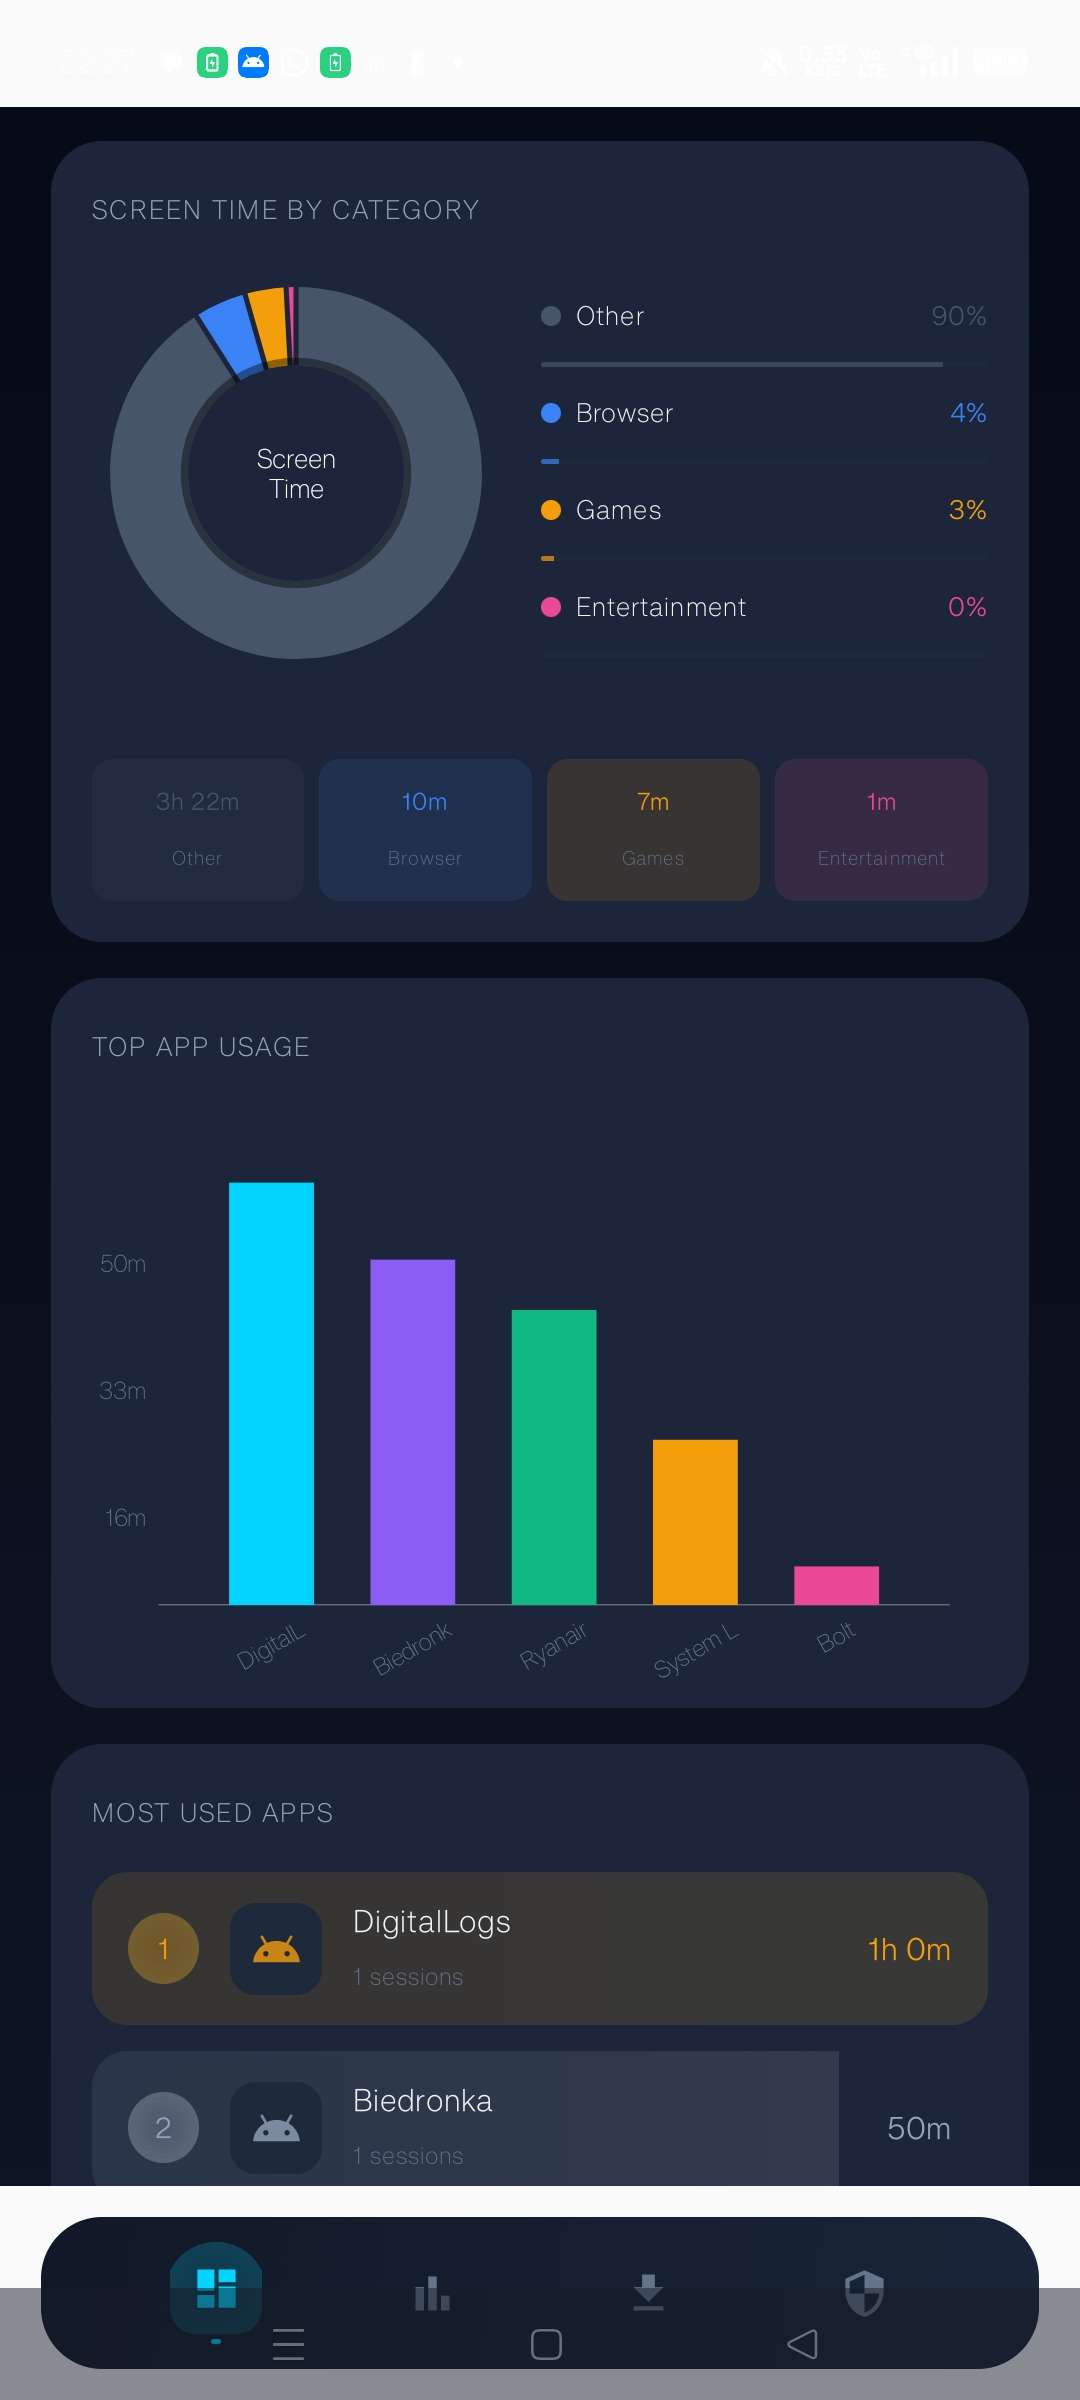 SCREEN TIME BY CATEGORY
Screen
Time
Other 90%
Browser 4%
Games 3%
Entertainment 0%
3h 22m
Other
10m
Browser
7m
Games
1m
Entertainment
TOP APP USAGE
50m
33m
16m
DigitalL
Biedronk
Ryanair
System L
Bolt
MOST USED APPS
1
DigitalLogs
1 sessions
1h 0m
2
Biedronka
1 sessions
50m